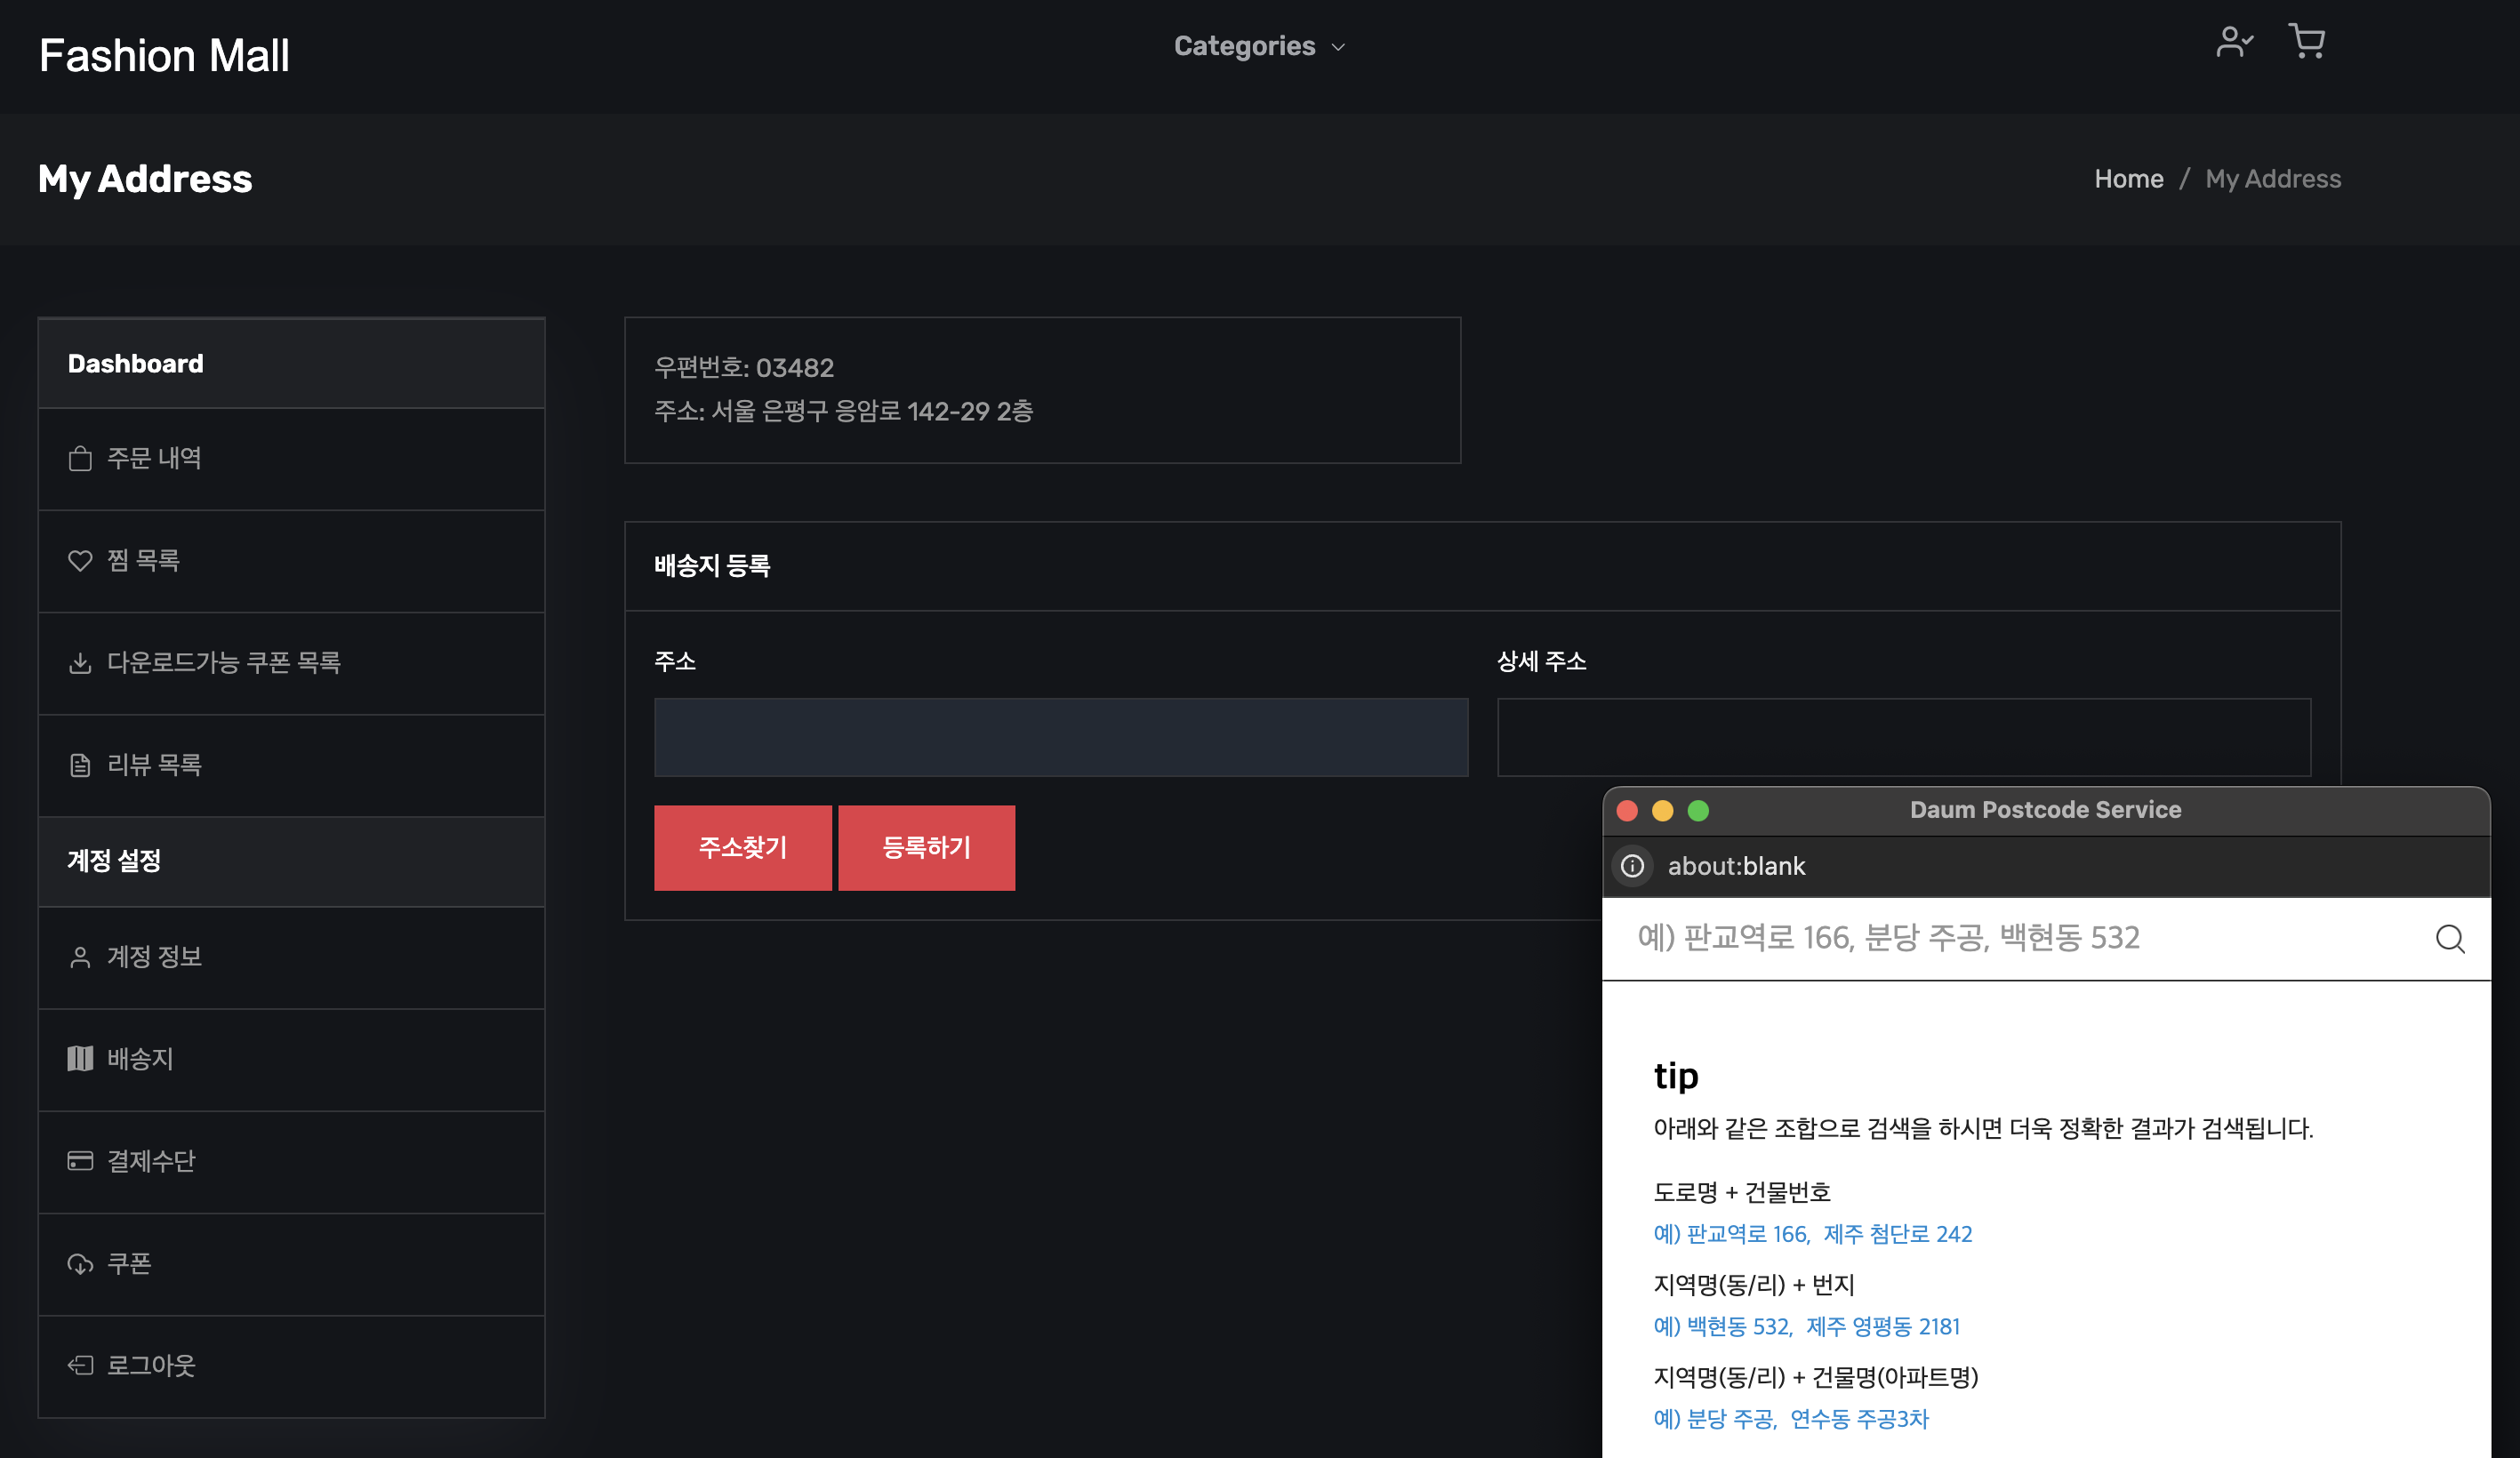 Fashion Mall
Categories
My Address
Home / My Address
Dashboard
주문 내역
찜 목록
다운로드가능 쿠폰 목록
리뷰 목록
계정 설정
계정 정보
배송지
결제수단
쿠폰
로그아웃
우편번호: 03482
주소: 서울 은평구 응암로 142-29 2층
배송지 등록
주소
상세 주소
주소찾기
등록하기
Daum Postcode Service
about:blank
예) 판교역로 166, 분당 주공, 백현동 532
tip
아래와 같은 조합으로 검색을 하시면 더욱 정확한 결과가 검색됩니다.
도로명 + 건물번호
예) 판교역로 166, 제주 첨단로 242
지역명(동/리) + 번지
예) 백현동 532, 제주 영평동 2181
지역명(동/리) + 건물명(아파트명)
예) 분당 주공, 연수동 주공3차